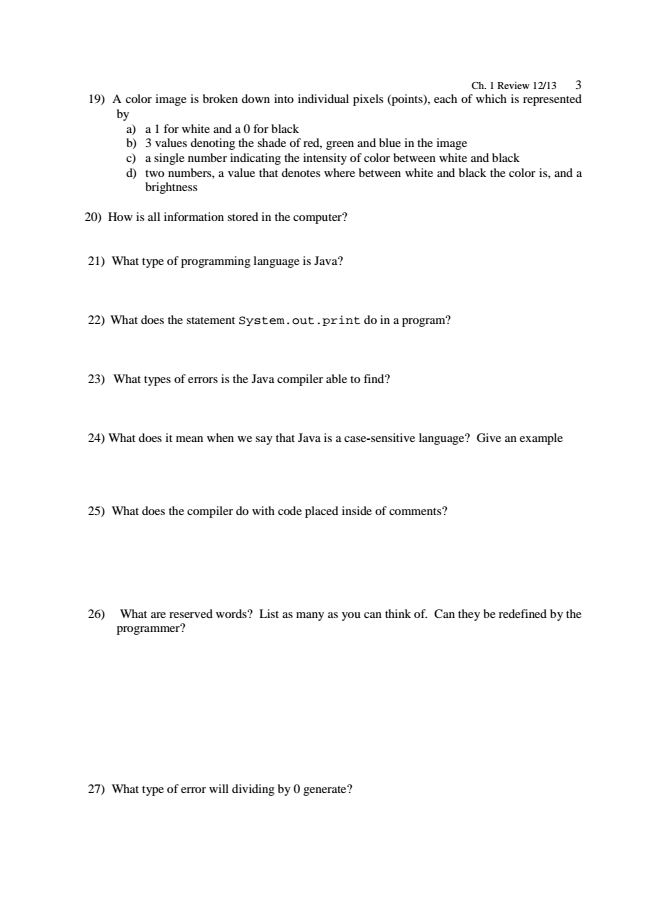 Ch. 1 Review 12/13 3
19) A color image is broken down into individual pixels (points), each of which is represented
by
a) a 1 for white and a 0 for black
b) 3 values denoting the shade of red, green and blue in the image
c) a single number indicating the intensity of color between white and black
d) two numbers, a value that denotes where between white and black the color is, and a
brightness
20) How is all information stored in the computer?
21) What type of programming language is Java?
22) What does the statement System.out.print do in a program?
23) What types of errors is the Java compiler able to find?
24) What does it mean when we say that Java is a case-sensitive language? Give an example
25) What does the compiler do with code placed inside of comments?
26) What are reserved words? List as many as you can think of. Can they be redefined by the
programmer?
27) What type of error will dividing by 0 generate?